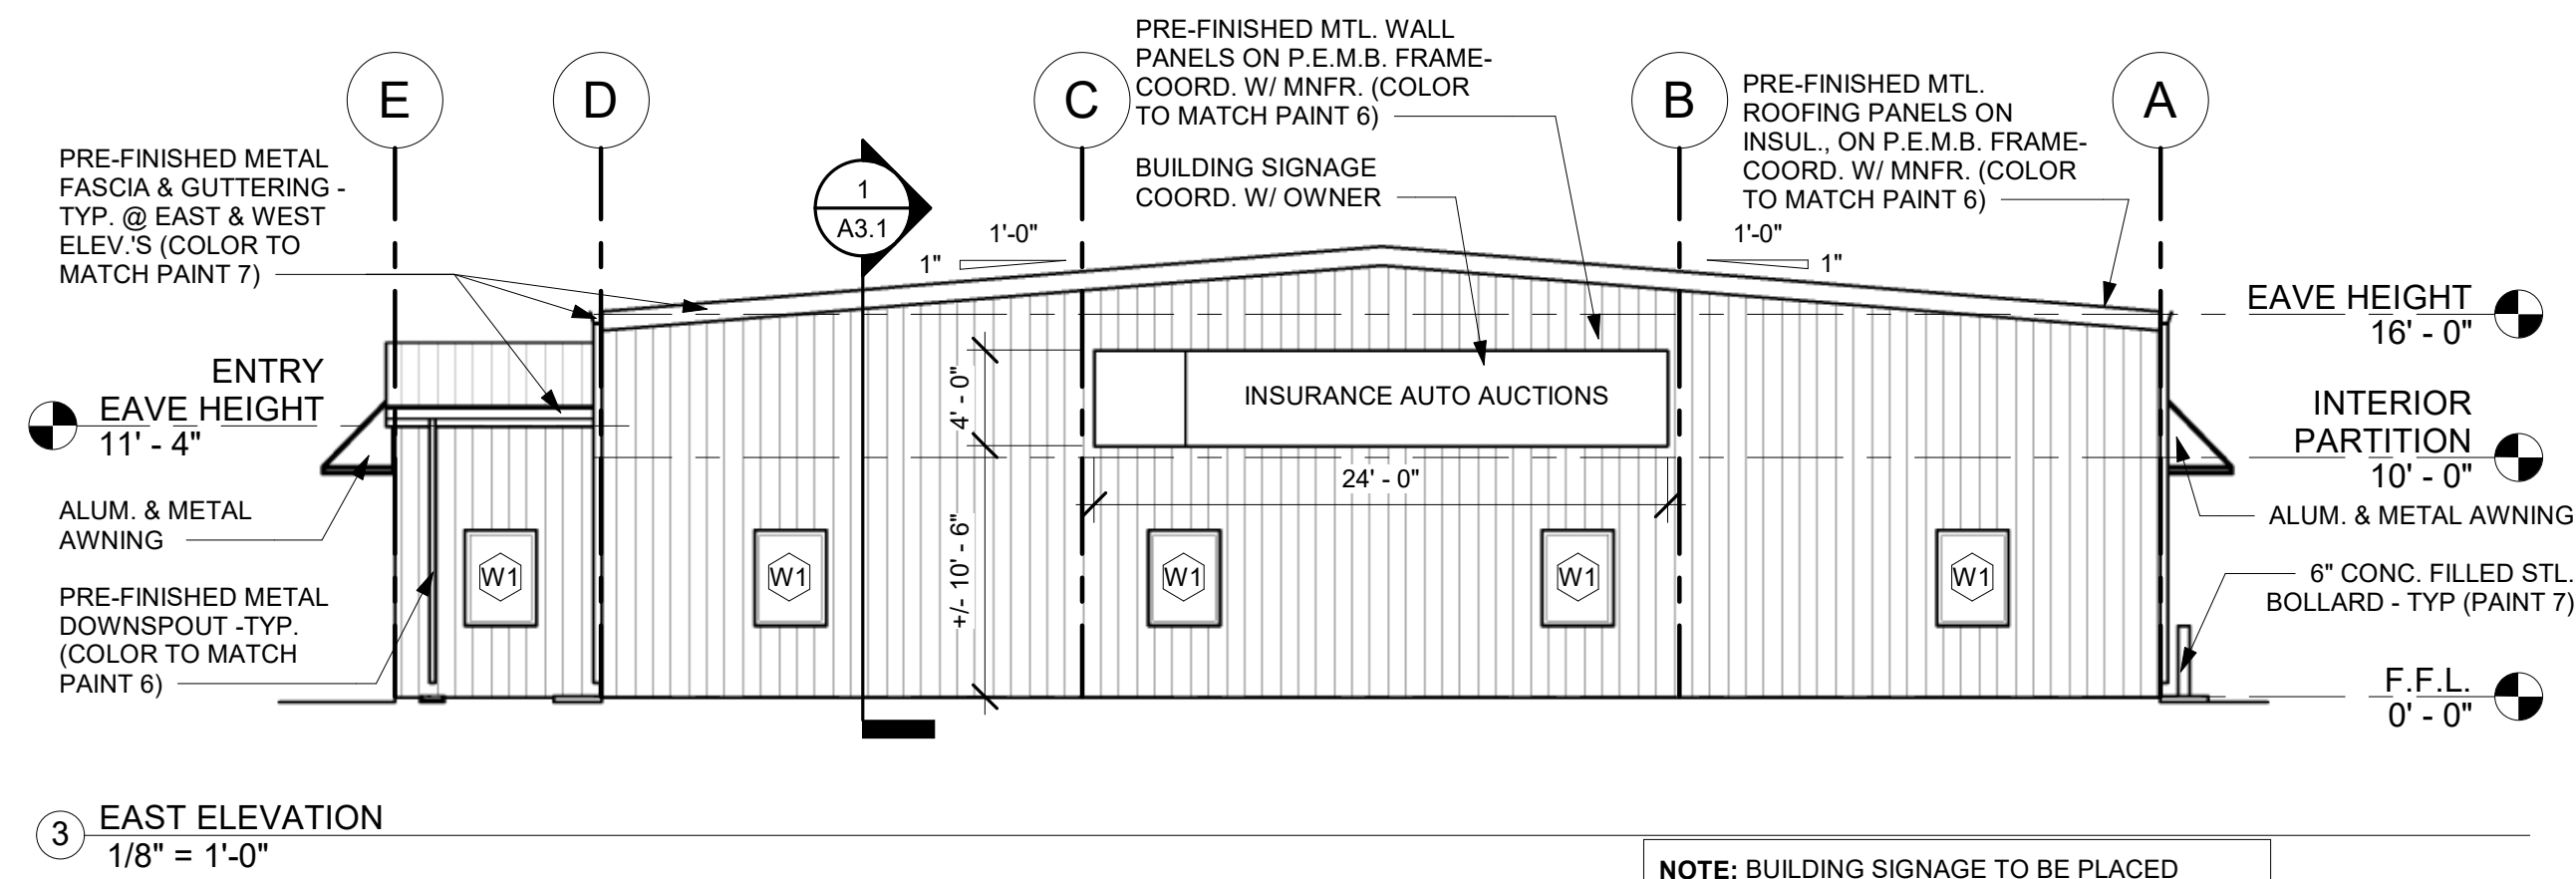 E
D
C
B
A
PRE-FINISHED MTL. WALL
PANELS ON P.E.M.B. FRAME-
COORD. W/ MNFR. (COLOR
TO MATCH PAINT 6)
BUILDING SIGNAGE
COORD. W/ OWNER
PRE-FINISHED MTL.
ROOFING PANELS ON
INSUL., ON P.E.M.B. FRAME-
COORD. W/ MNFR. (COLOR
TO MATCH PAINT 6)
PRE-FINISHED METAL
FASCIA & GUTTERING -
TYP. @ EAST & WEST
ELEV.'S (COLOR TO
MATCH PAINT 7)
1
A3.1
1'-0"
1"
1'-0"
1"
EAVE HEIGHT
16' - 0"
ENTRY
EAVE HEIGHT
11' - 4"
4' - 0"
INSURANCE AUTO AUCTIONS
INTERIOR
PARTITION
10' - 0"
24' - 0"
ALUM. & METAL
AWNING
ALUM. & METAL AWNING
+/- 10' - 6"
W1
W1
W1
W1
W1
PRE-FINISHED METAL
DOWNSPOUT -TYP.
(COLOR TO MATCH
PAINT 6)
6" CONC. FILLED STL.
BOLLARD - TYP (PAINT 7)
F.F.L.
0' - 0"
3
EAST ELEVATION
1/8" = 1'-0"
NOTE: BUILDING SIGNAGE TO BE PLACED